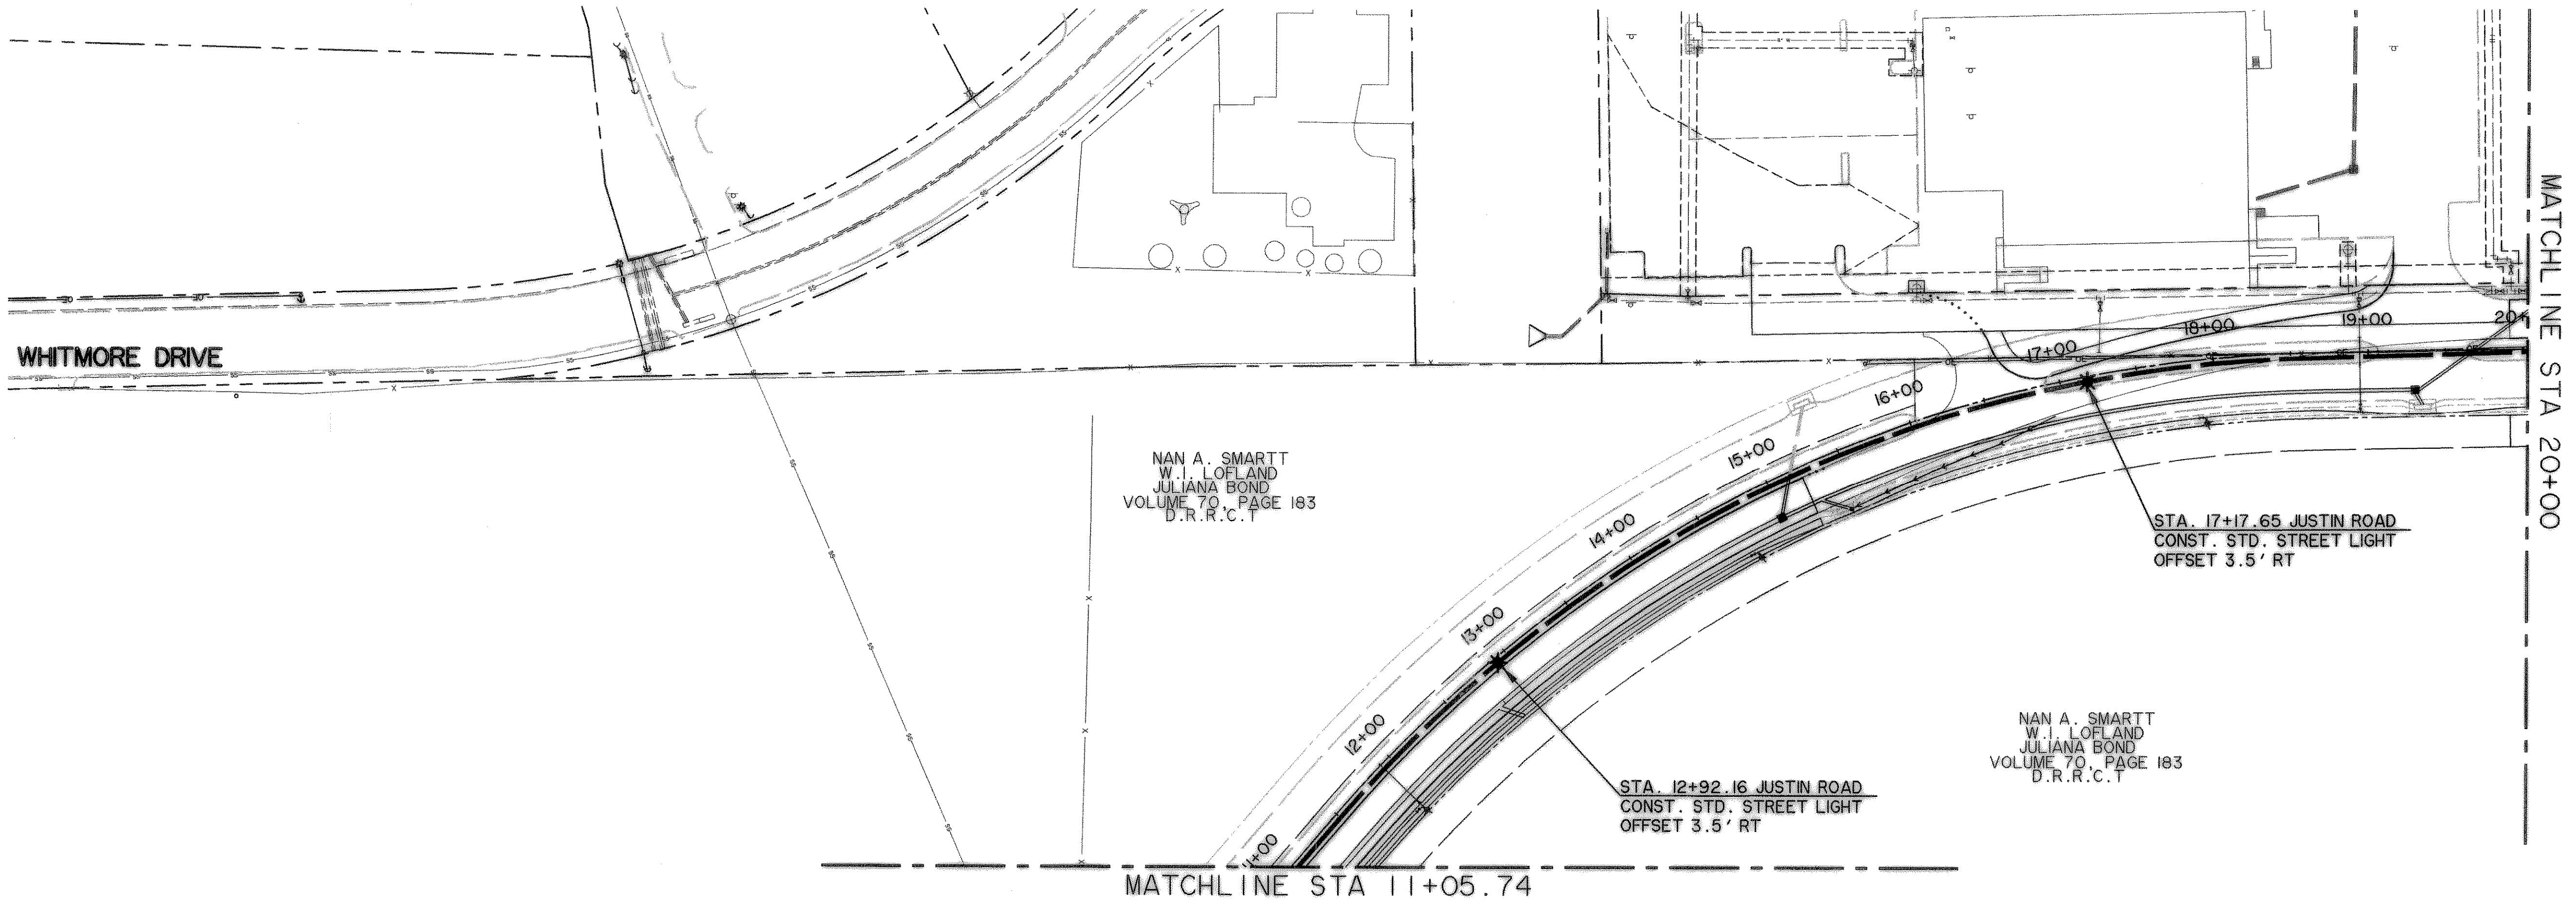 WHITMORE DRIVE
NAN A. SMARTT
W.I. LOFLAND
JULIANA BOND
VOLUME 70, PAGE 183
D.R.R.C.T
11+00
12+00
13+00
14+00
15+00
16+00
17+00
18+00
19+00
20+
MATCHLINE STA 20+00
STA. 17+17.65 JUSTIN ROAD
CONST. STD. STREET LIGHT
OFFSET 3.5' RT
STA. 12+92.16 JUSTIN ROAD
CONST. STD. STREET LIGHT
OFFSET 3.5' RT
NAN A. SMARTT
W.I. LOFLAND
JULIANA BOND
VOLUME 70, PAGE 183
D.R.R.C.T
MATCHLINE STA 11+05.74